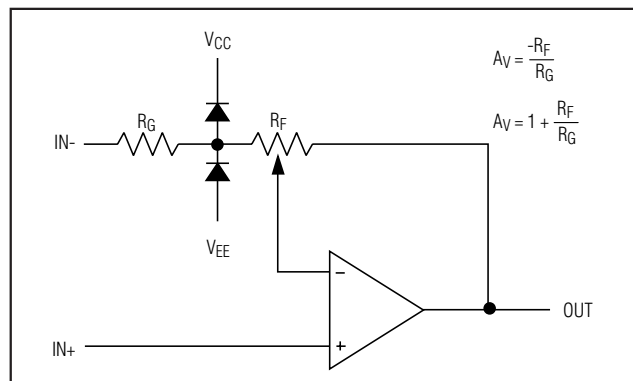 VCC
RG
RF
IN-
VEE
AV = -RF/RG
AV = 1 + RF/RG
−
+
IN+
OUT